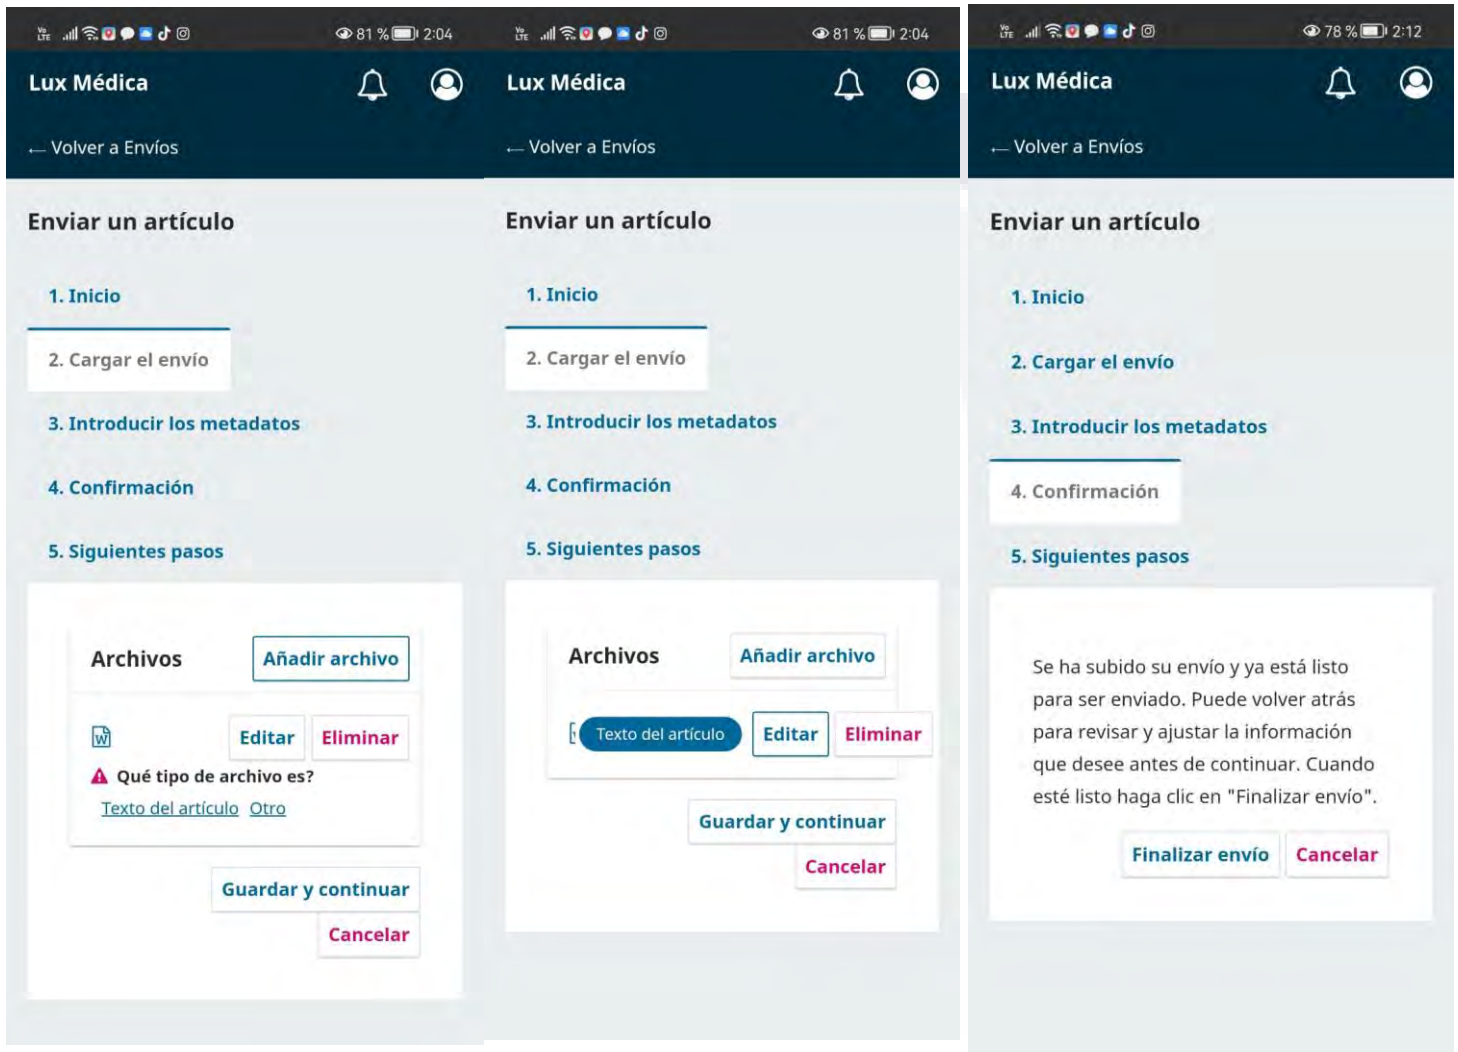 Vo LTE 81 % 2:04
Lux Médica
← Volver a Envíos
Enviar un artículo
1. Inicio
2. Cargar el envío
3. Introducir los metadatos
4. Confirmación
5. Siguientes pasos
Archivos Añadir archivo
W Editar Eliminar
Qué tipo de archivo es?
Texto del artículo Otro
Guardar y continuar
Cancelar
Vo LTE 81 % 2:04
Lux Médica
← Volver a Envíos
Enviar un artículo
1. Inicio
2. Cargar el envío
3. Introducir los metadatos
4. Confirmación
5. Siguientes pasos
Archivos Añadir archivo
Texto del artículo Editar Eliminar
Guardar y continuar
Cancelar
Vo LTE 78 % 2:12
Lux Médica
← Volver a Envíos
Enviar un artículo
1. Inicio
2. Cargar el envío
3. Introducir los metadatos
4. Confirmación
5. Siguientes pasos
Se ha subido su envío y ya está listo
para ser enviado. Puede volver atrás
para revisar y ajustar la información
que desee antes de continuar. Cuando
esté listo haga clic en "Finalizar envío".
Finalizar envío Cancelar